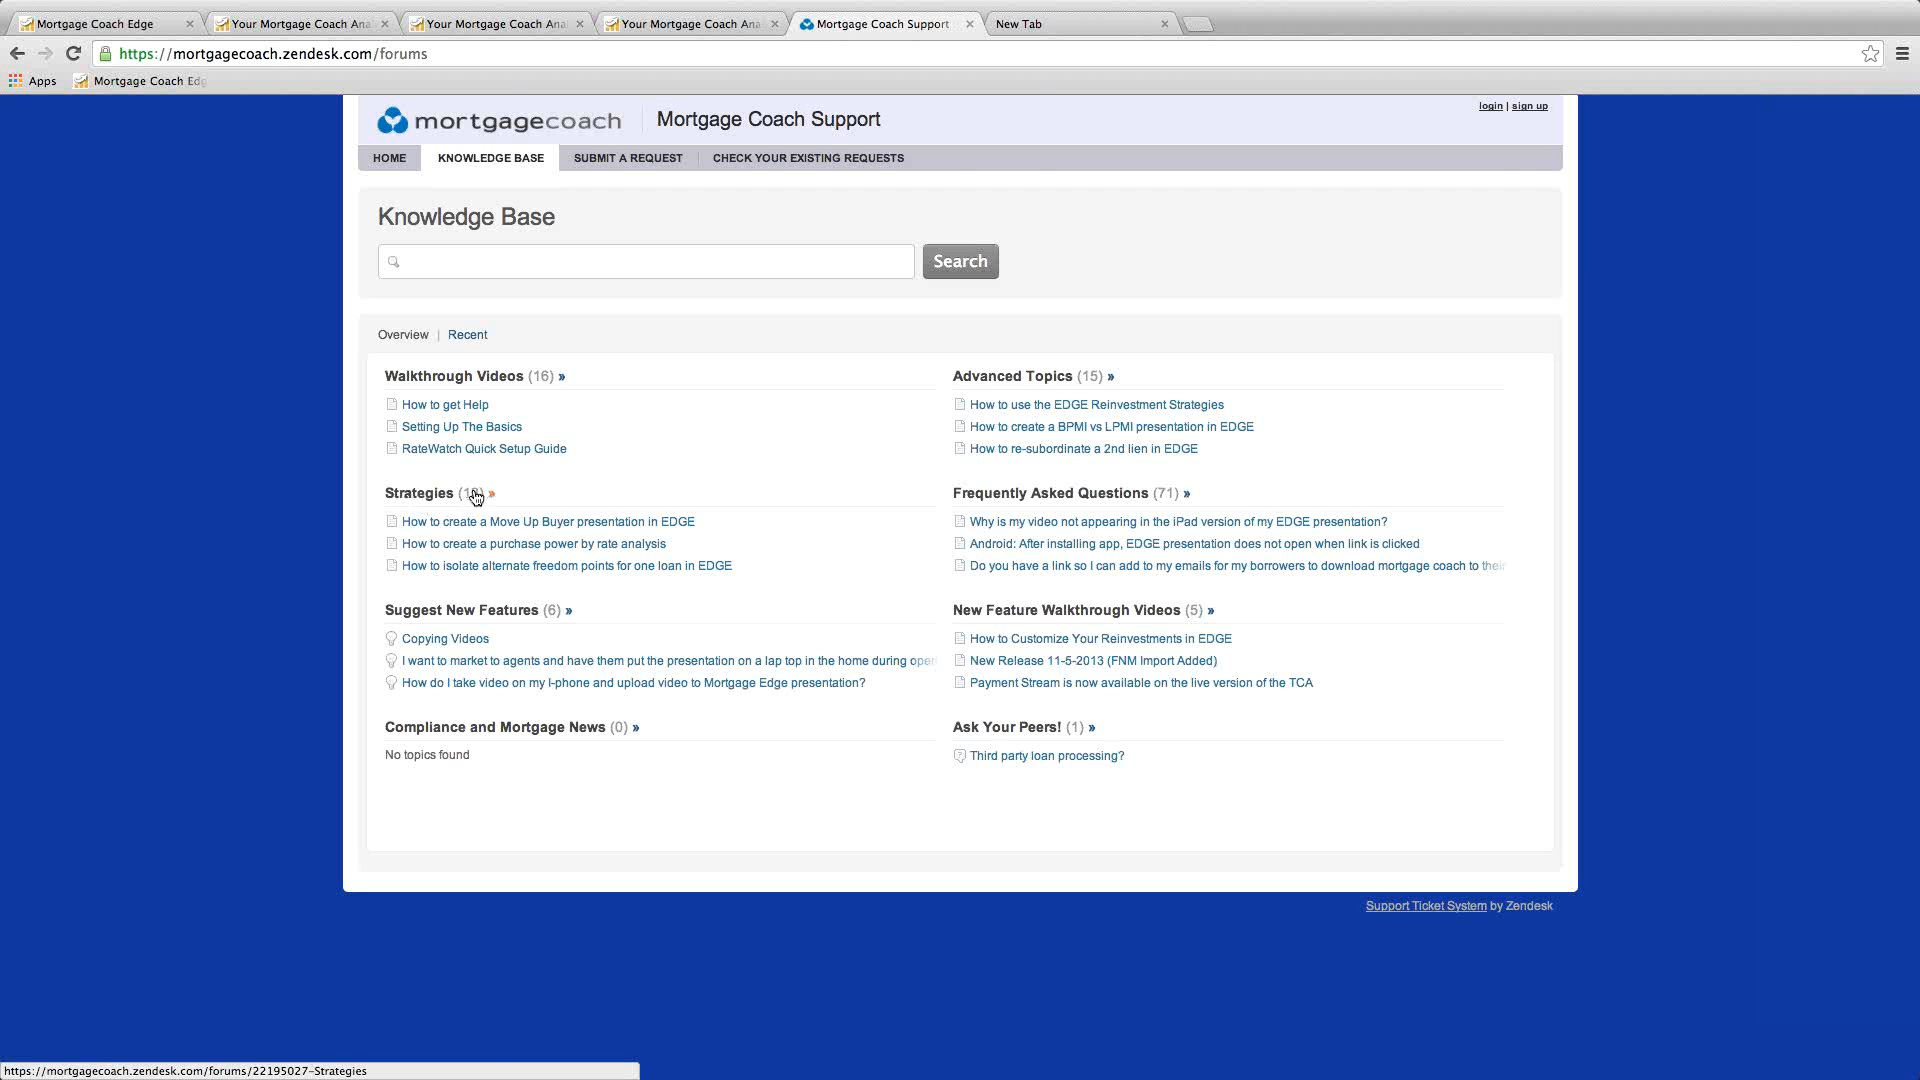 Mortgage Coach Edge
Your Mortgage Coach Ana
Your Mortgage Coach Ana
Your Mortgage Coach Ana
Mortgage Coach Support
New Tab
https://mortgagecoach.zendesk.com/forums
Apps
Mortgage Coach Edg
login | sign up
mortgagecoach
Mortgage Coach Support
HOME
KNOWLEDGE BASE
SUBMIT A REQUEST
CHECK YOUR EXISTING REQUESTS
Knowledge Base
Search
Overview | Recent
Walkthrough Videos (16) »
How to get Help
Setting Up The Basics
RateWatch Quick Setup Guide
Advanced Topics (15) »
How to use the EDGE Reinvestment Strategies
How to create a BPMI vs LPMI presentation in EDGE
How to re-subordinate a 2nd lien in EDGE
Strategies »
How to create a Move Up Buyer presentation in EDGE
How to create a purchase power by rate analysis
How to isolate alternate freedom points for one loan in EDGE
Frequently Asked Questions (71) »
Why is my video not appearing in the iPad version of my EDGE presentation?
Android: After installing app, EDGE presentation does not open when link is clicked
Do you have a link so I can add to my emails for my borrowers to download mortgage coach to their
Suggest New Features (6) »
Copying Videos
I want to market to agents and have them put the presentation on a lap top in the home during open
How do I take video on my I-phone and upload video to Mortgage Edge presentation?
New Feature Walkthrough Videos (5) »
How to Customize Your Reinvestments in EDGE
New Release 11-5-2013 (FNM Import Added)
Payment Stream is now available on the live version of the TCA
Compliance and Mortgage News (0) »
No topics found
Ask Your Peers! (1) »
Third party loan processing?
Support Ticket System by Zendesk
https://mortgagecoach.zendesk.com/forums/22195027-Strategies